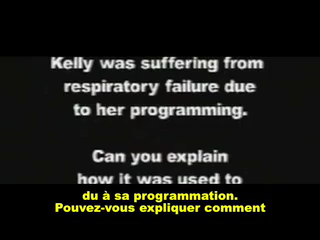 Kelly was suffering from
respiratory failure due
to her programming.
Can you explain
how it was used to
du à sa programmation.
Pouvez-vous expliquer comment